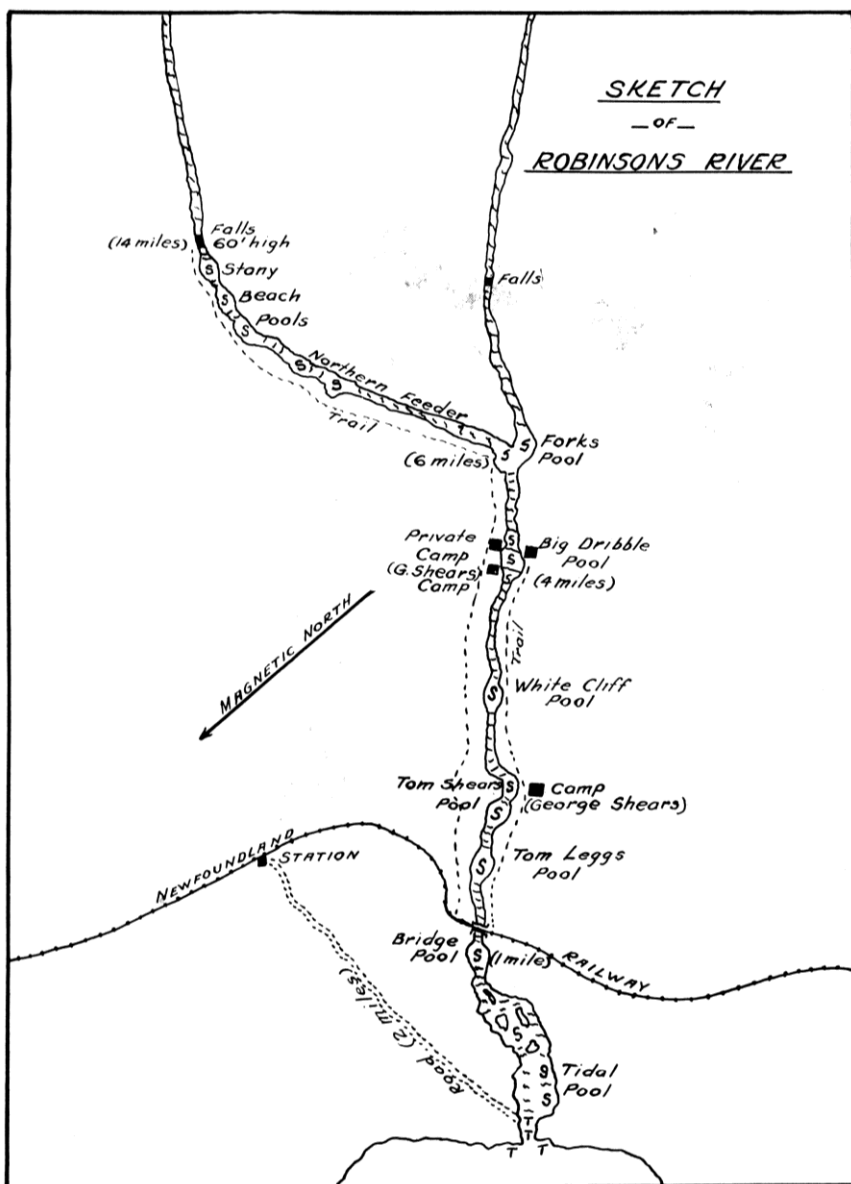 SKETCH
— OF —
ROBINSONS RIVER
Falls
(14 miles) 60' high
S Stany
S Beach
S Pools
Falls
S
S
Northern Feeder
Trail
S S Forks
Pool
(6 miles)
S
Private
Camp
(G. Shears)
Camp
S
Big Dribble
Pool
(4 miles)
S
MAGNETIC NORTH
Trail
S White Cliff
Pool
Tom Shears
Pool
S
S
Camp
(George Shears)
S Tom Leggs
Pool
NEWFOUNDLAND
STATION
RAILWAY
Bridge
Pool
S (1 mile)
Road (2 miles)
S
S
S
Tidal
Pool
T
T
T T